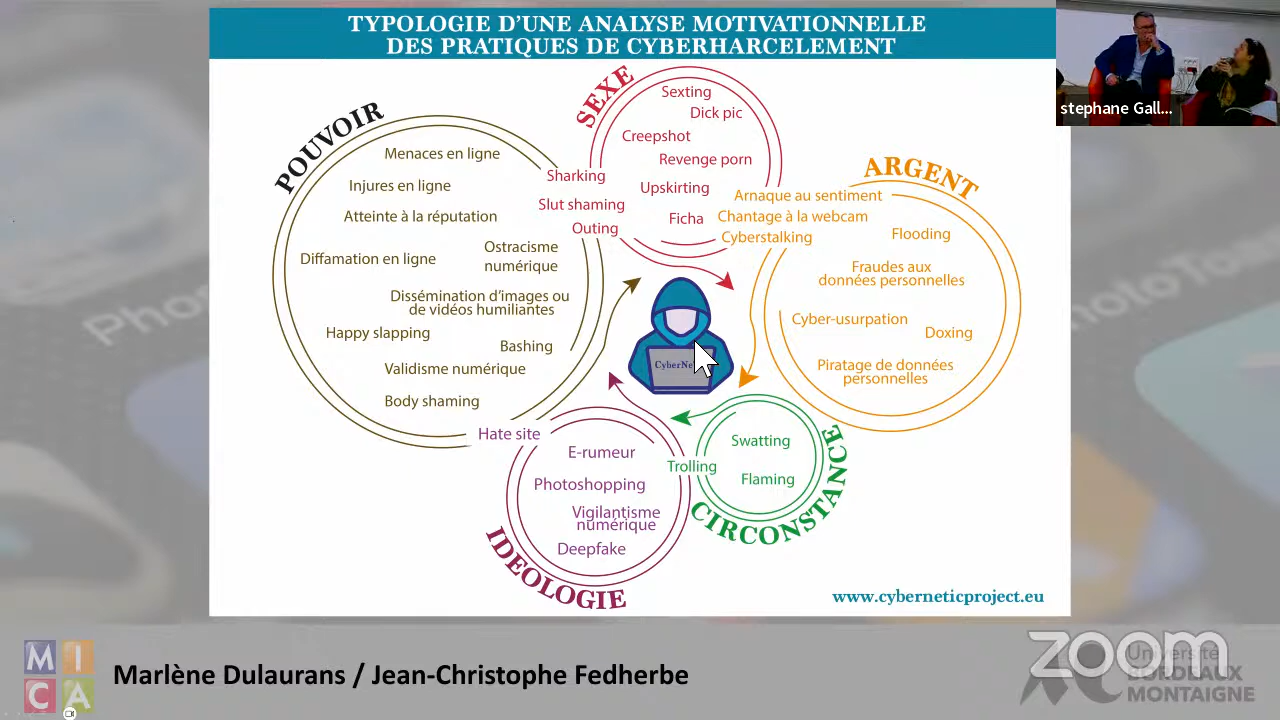 TYPOLOGIE D'UNE ANALYSE MOTIVATIONNELLE
DES PRATIQUES DE CYBERHARCELEMENT
stephane Gall...
POUVOIR
Menaces en ligne
Injures en ligne
Atteinte à la réputation
Diffamation en ligne
Ostracisme
numérique
Dissémination d'images ou
de vidéos humiliantes
Happy slapping
Bashing
Validisme numérique
Body shaming
Sharking
Slut shaming
Outing
SEXE
Sexting
Dick pic
Creepshot
Revenge porn
Upskirting
Ficha
Arnaque au sentiment
Chantage à la webcam
Cyberstalking
ARGENT
Flooding
Fraudes aux
données personnelles
Cyber-usurpation
Doxing
Piratage de données
personnelles
Hate site
E-rumeur
Photoshopping
Vigilantisme
numérique
Deepfake
IDEOLOGIE
Trolling
Swatting
Flaming
CIRCONSTANCE
www.cyberneticproject.eu
MICA
Marlène Dulaurans / Jean-Christophe Fedherbe
zoom
Université
BORDEAUX
MONTAIGNE